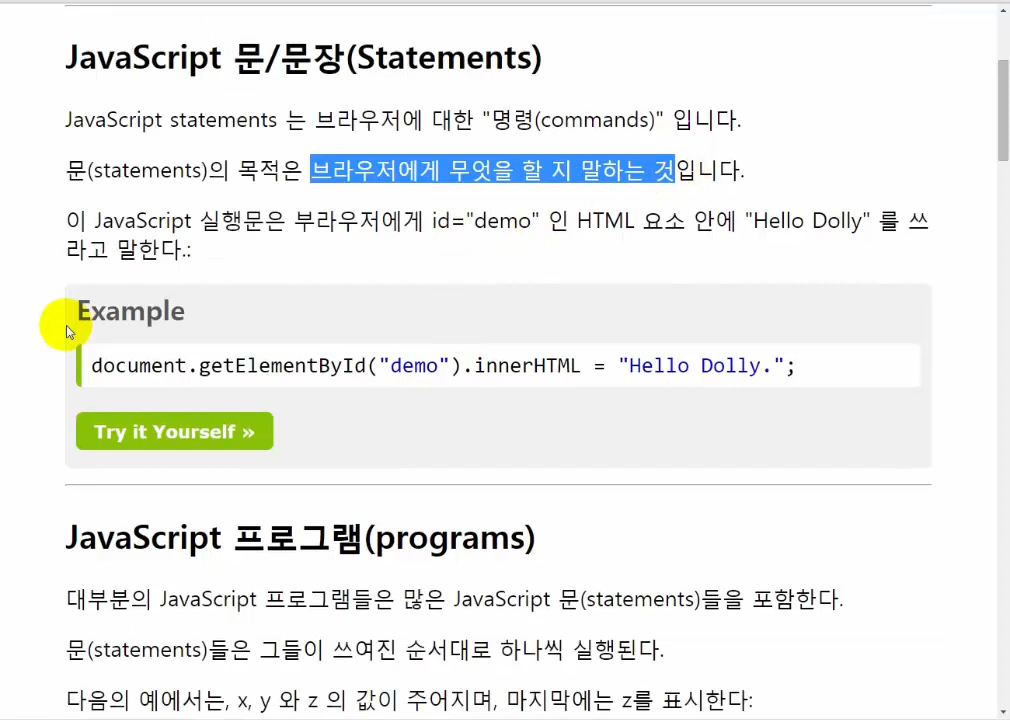 JavaScript 문/문장(Statements)
JavaScript statements 는 브라우저에 대한 "명령(commands)" 입니다.
문(statements)의 목적은 브라우저에게 무엇을 할 지 말하는 것입니다.
이 JavaScript 실행문은 부라우저에게 id="demo" 인 HTML 요소 안에 "Hello Dolly" 를 쓰
라고 말한다.:
Example
document.getElementById("demo").innerHTML = "Hello Dolly.";
Try it Yourself »
JavaScript 프로그램(programs)
대부분의 JavaScript 프로그램들은 많은 JavaScript 문(statements)들을 포함한다.
문(statements)들은 그들이 쓰여진 순서대로 하나씩 실행된다.
다음의 예에서는, x, y 와 z 의 값이 주어지며, 마지막에는 z를 표시한다: